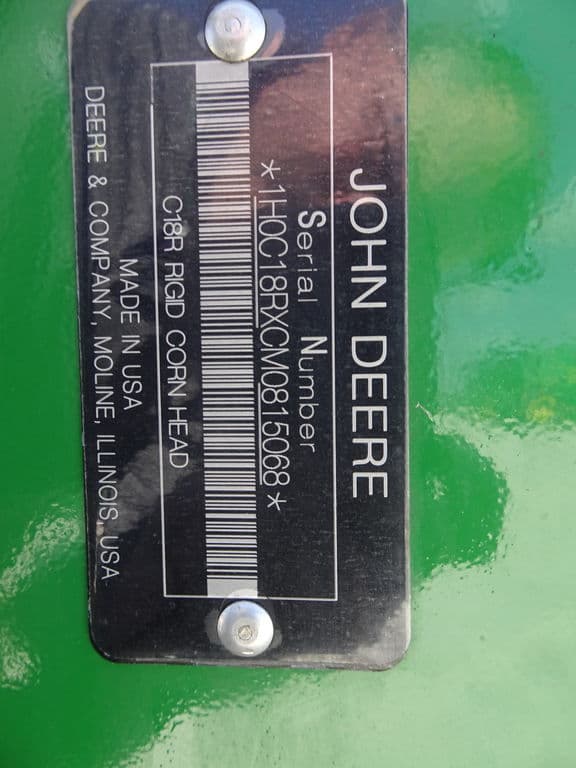 JOHN DEERE
Serial Number
*1H0C18RXCM0815068*
C18R RIGID CORN HEAD
MADE IN USA
DEERE & COMPANY, MOLINE, ILLINOIS, USA